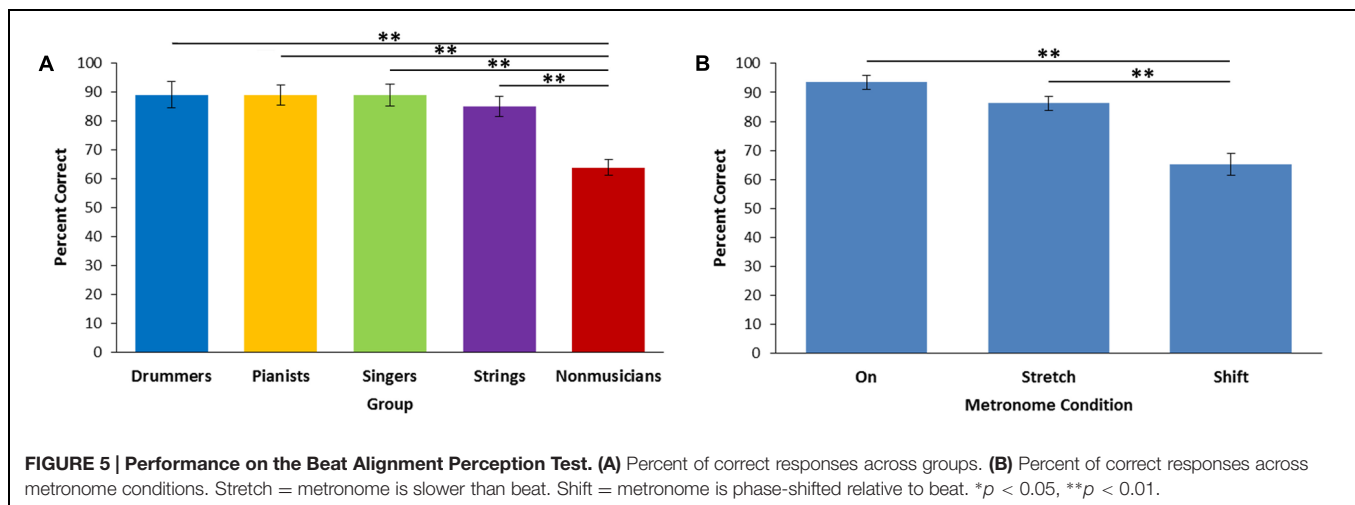 A
**
**
**
**
Percent Correct
100
90
80
70
60
50
40
30
20
10
0
Drummers Pianists Singers Strings Nonmusicians
Group
B
**
**
Percent Correct
100
90
80
70
60
50
40
30
20
10
0
On Stretch Shift
Metronome Condition
FIGURE 5 | Performance on the Beat Alignment Perception Test. (A) Percent of correct responses across groups. (B) Percent of correct responses across
metronome conditions. Stretch = metronome is slower than beat. Shift = metronome is phase-shifted relative to beat. *p < 0.05, **p < 0.01.